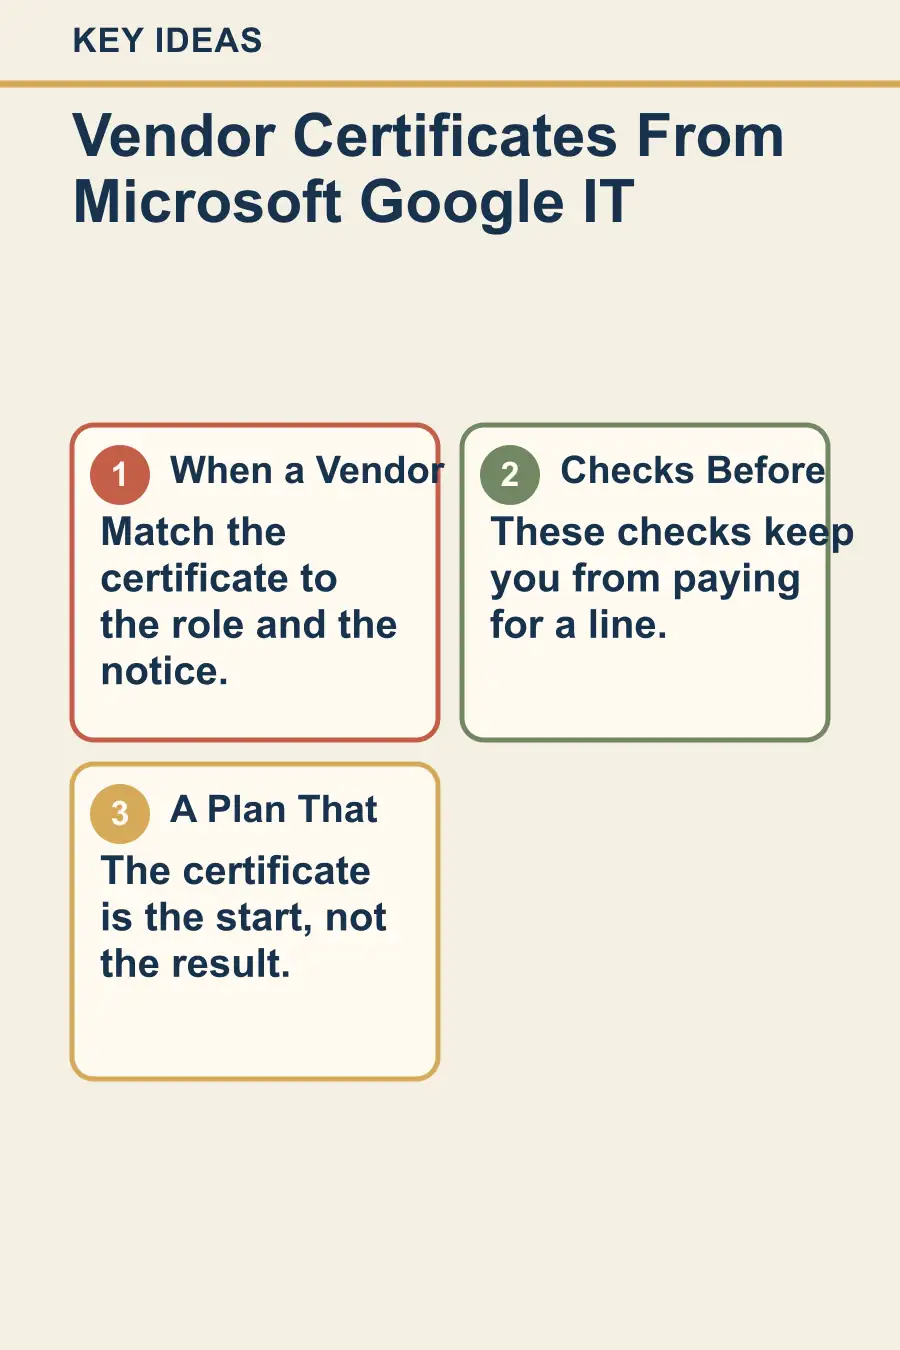 KEY IDEAS
Vendor Certificates From
Microsoft Google IT
1
When a Vendor
Match the
certificate to
the role and the
notice.
2
Checks Before
These checks keep
you from paying
for a line.
3
A Plan That
The certificate
is the start, not
the result.